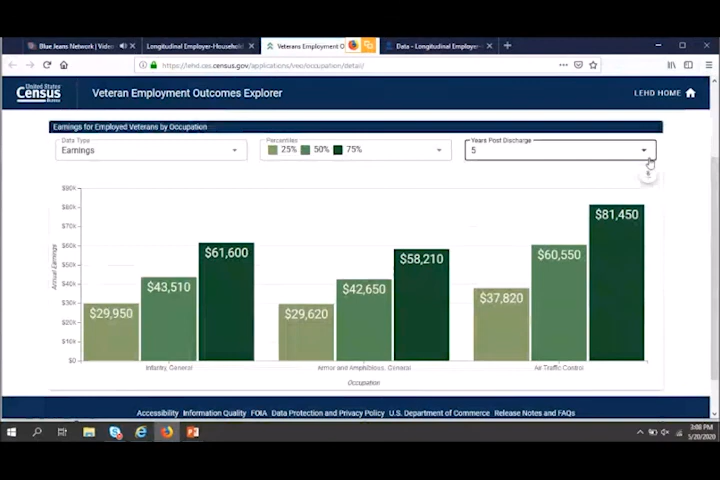 Blue Jeans Network | Video
Longitudinal Employer-Household
Veterans Employment O
Data - Longitudinal Employer-
https://lehd.ces.census.gov/applications/veo/occupation/detail/
United States
Census
Bureau
Veteran Employment Outcomes Explorer
LEHD HOME
Earnings for Employed Veterans by Occupation
Data Type
Earnings
Percentiles
25% 50% 75%
Years Post Discharge
5
$90k
$80k
$70k
$60k
$50k
$40k
$30k
$20k
$10k
$0
Annual Earnings
$29,950
$43,510
$61,600
$29,620
$42,650
$58,210
$37,820
$60,550
$81,450
Infantry, General
Armor and Amphibious, General
Air Traffic Control
Occupation
Accessibility Information Quality FOIA Data Protection and Privacy Policy U.S. Department of Commerce Release Notes and FAQs
3:08 PM
5/20/2020